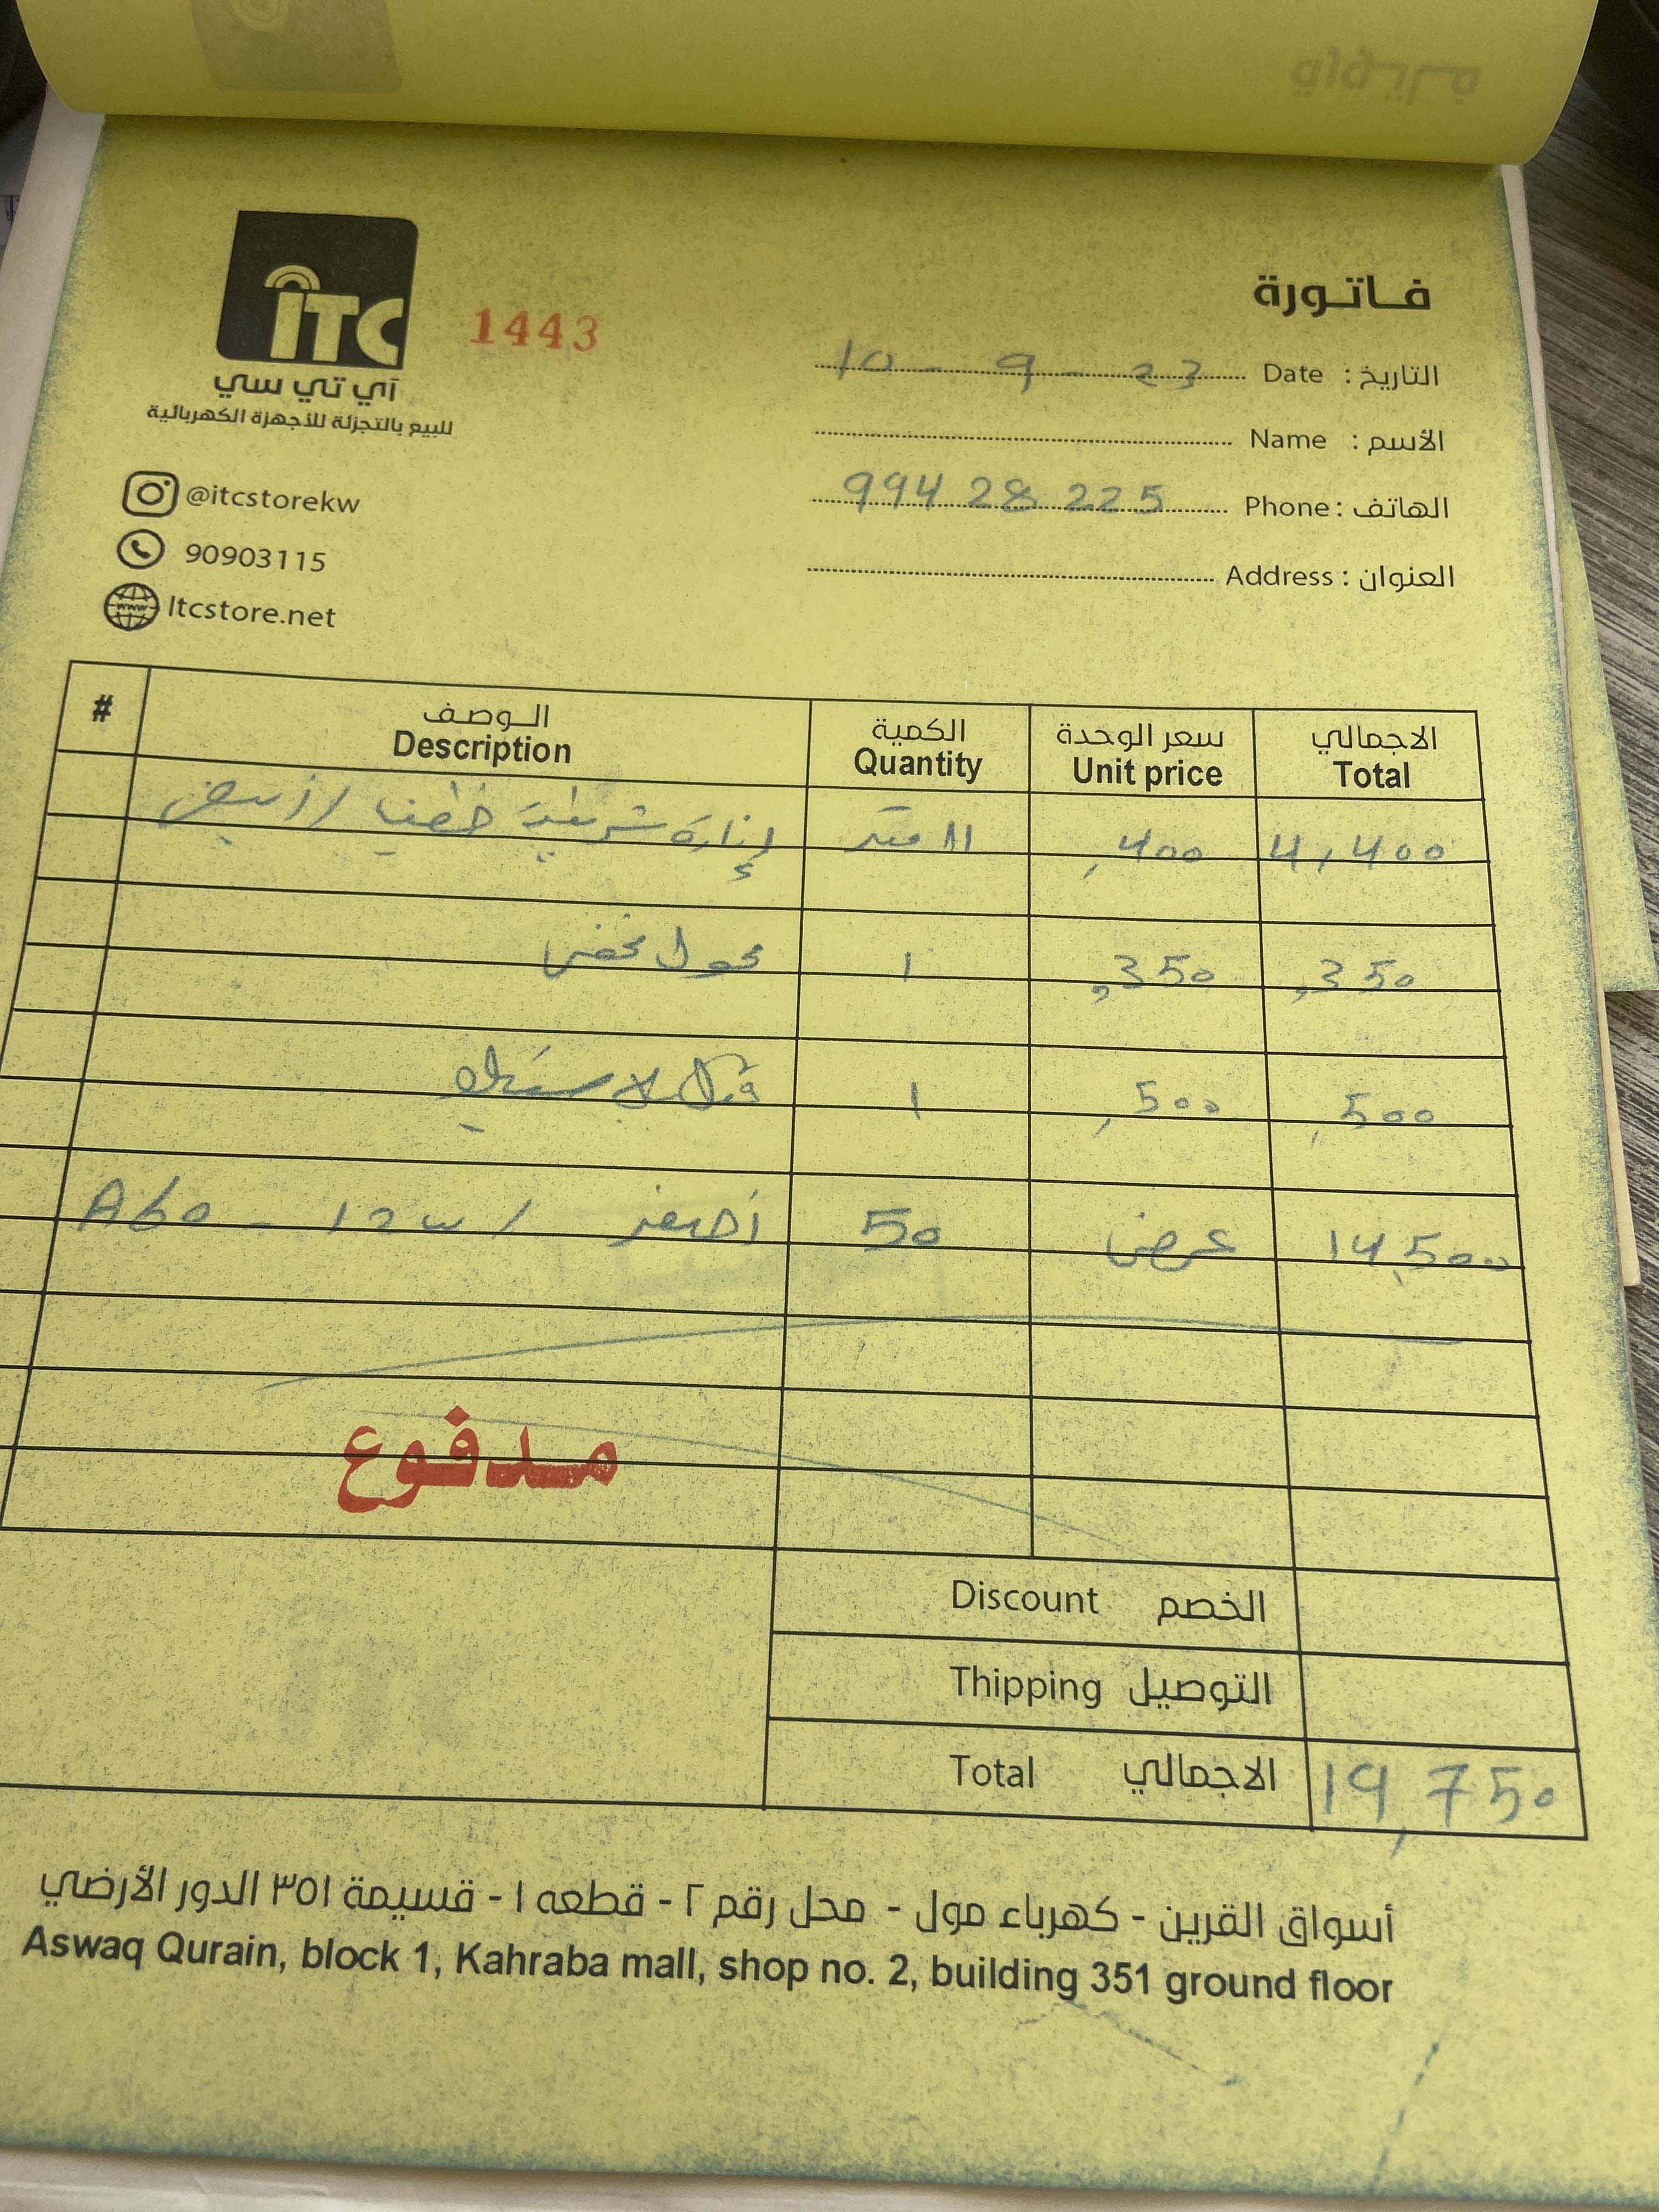 فاتورة
ITC
1443
آي تي سي
للبيع بالتجزئة للأجهزة الكهربائية
التاريخ : Date 10 - 9 - 23
الأسم : Name
الهاتف : Phone 994 28 225
العنوان : Address
@itcstorekw
90903115
Itcstore.net
# الوصف الكمية سعر الوحدة الاجمالي
Description Quantity Unit price Total
إنارة شريط / أبيض 11 متر ,400 4,400
محول 1 ,350 ,350
بلاستيك 1 ,500 ,500
أصفر / A60 - 12w 50 عرض 14,500
مدفوع
Discount الخصم
Thipping التوصيل
Total الاجمالي 19,750
أسواق القرين - كهرباء مول - محل رقم ٢ - قطعه ١ - قسيمة ٣٥١ الدور الأرضي
Aswaq Qurain, block 1, Kahraba mall, shop no. 2, building 351 ground floor